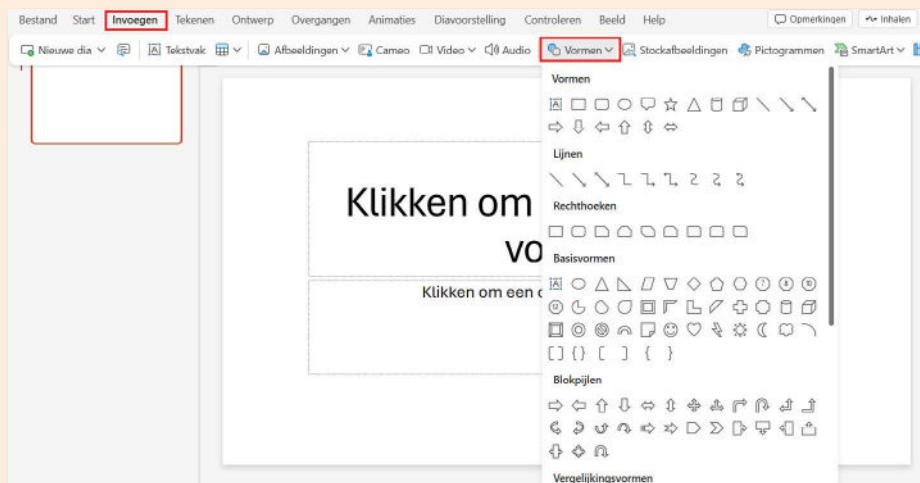 Bestand Start Invoegen Tekenen Ontwerp Overgangen Animaties Diavoorstelling Controleren Beeld Help Opmerkingen Inhalen
Nieuwe dia Tekstvak Afbeeldingen Cameo Video Audio Vormen Stockafbeeldingen Pictogrammen SmartArt
Vormen
Lijnen
Rechthoeken
Basisvormen
Blokpijlen
Vergelijkingsvormen
Klikken om
vo
Klikken om een